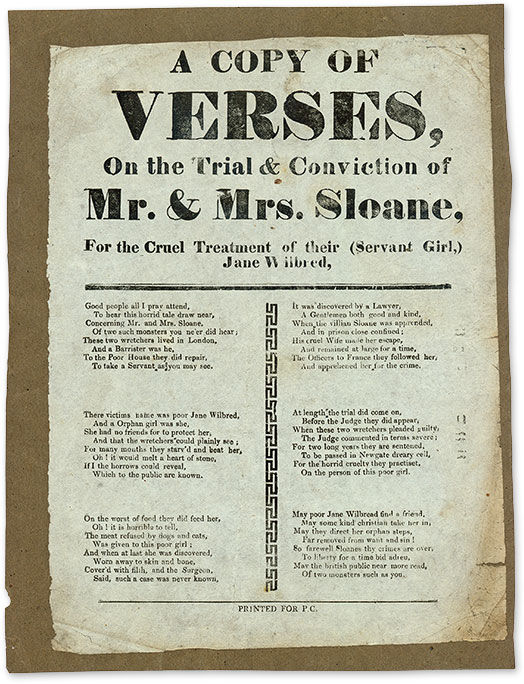 A COPY OF
VERSES,
On the Trial & Conviction of
Mr. & Mrs. Sloane,
For the Cruel Treatment of their (Servant Girl,)
Jane Wilbred,
Good people all I pray attend,
To hear this horrid tale draw near,
Concerning Mr. and Mrs. Sloane,
Of two such monsters you ne'er did hear;
These two wretchers lived in London,
And a Barrister was he,
To the Poor House they did repair,
To take a Servant as you may see.
There victims name was poor Jane Wilbred,
And a Orphan girl was she,
She had no friends for to protect her,
And that the wretchers could plainly see;
For many months they starv'd and beat her,
Oh! it would melt a heart of stone,
If I the horrows could reveal,
Which to the public are known.
On the worst of food they did feed her,
Oh! it is horrible to tell,
The meat refused by dogs and cats,
Was given to this poor girl;
And when at last she was discovered,
Worn away to skin and bone,
Cover'd with filth, and the Surgeon,
Said, such a case was never known,
It was discovered by a Lawyer,
A Gentlemen both good and kind,
When the villian Sloane was apprended,
And in prison close confined;
His cruel Wife made her escape,
And remained at large for a time,
The Officers to France they followed her,
And apprehened her for the crime.
At length the trial did come on,
Before the Judge they did appear,
When these two wretchers pleaded guilty,
The Judge commented in terms severe;
For two long years they are sentenced,
To be passed in Newgate dreary cell,
For the horrid cruelty they practiset,
On the person of this poor girl.
May poor Jane Wilbread find a friend,
May some kind christian take her in,
May they direct her orphan steps,
Far removed from want and sin!
So farewell Sloanes thy crimes are over,
To liberty for a time bid adieu,
May the british public near more read,
Of two monsters such as you.
PRINTED FOR P.C.